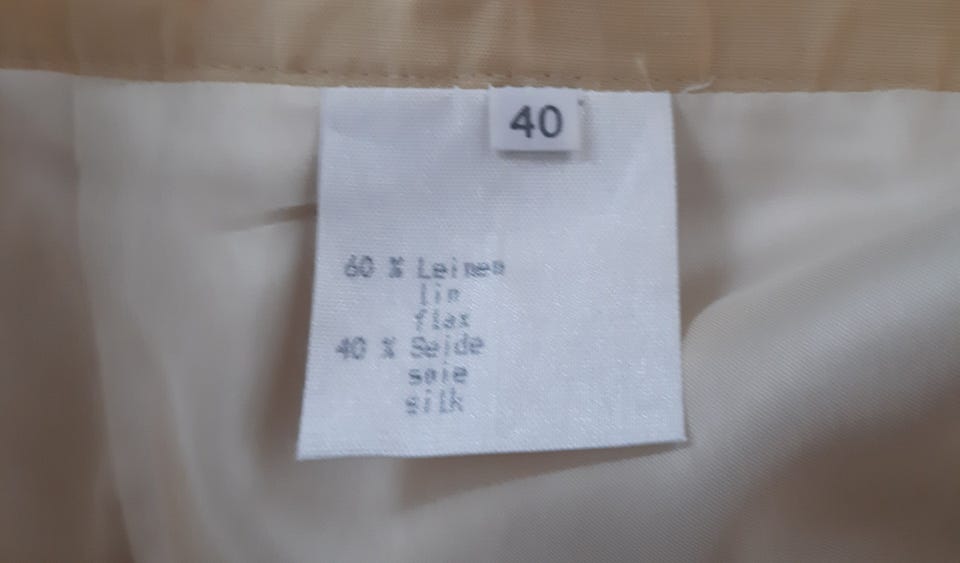 40
60 % Leinen
lin
flax
40 % Seide
soie
silk